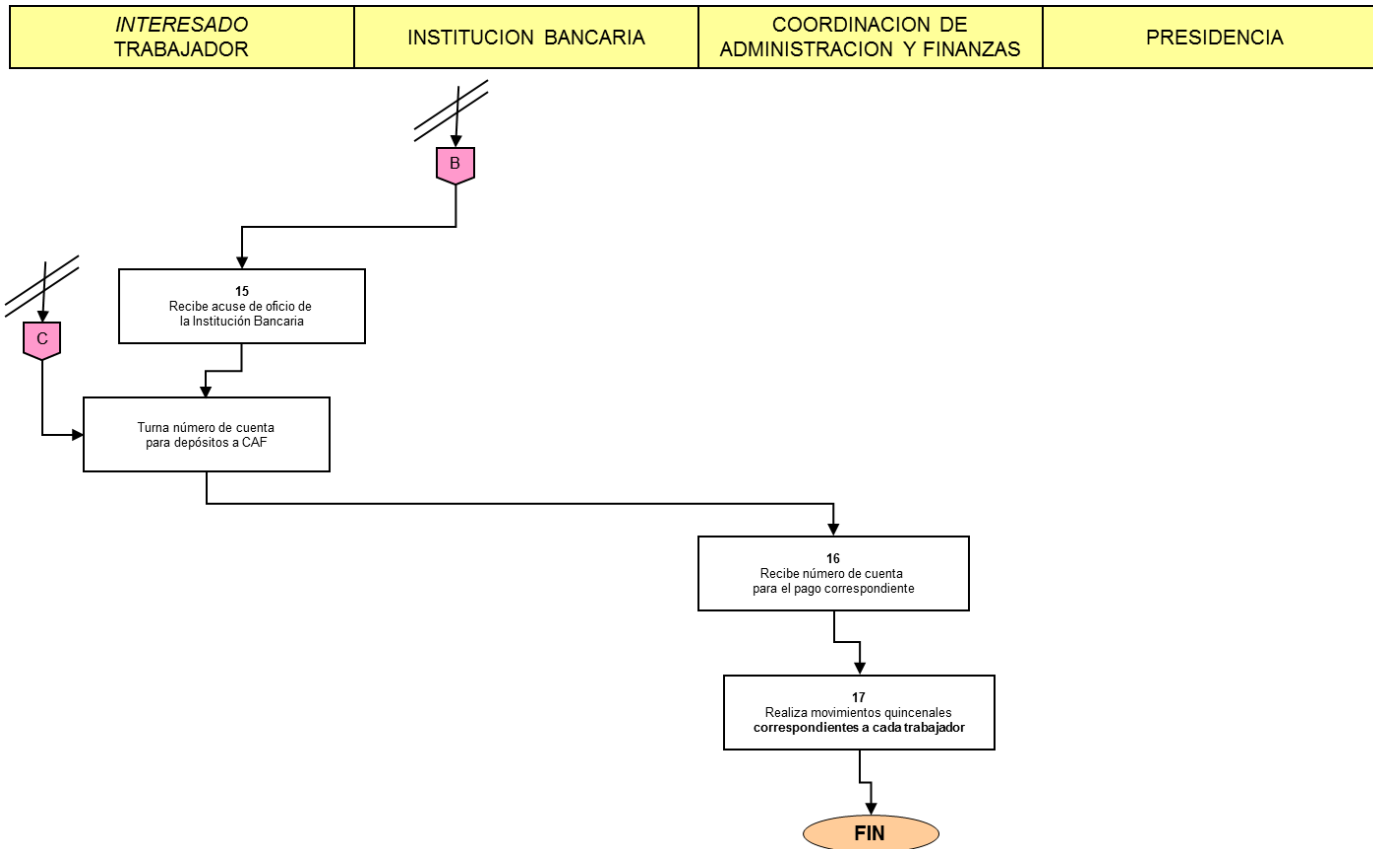 INTERESADO
TRABAJADOR
INSTITUCION BANCARIA
COORDINACION DE
ADMINISTRACION Y FINANZAS
PRESIDENCIA
B
15
Recibe acuse de oficio de
la Institución Bancaria
C
Turna número de cuenta
para depósitos a CAF
16
Recibe número de cuenta
para el pago correspondiente
17
Realiza movimientos quincenales
correspondientes a cada trabajador
FIN